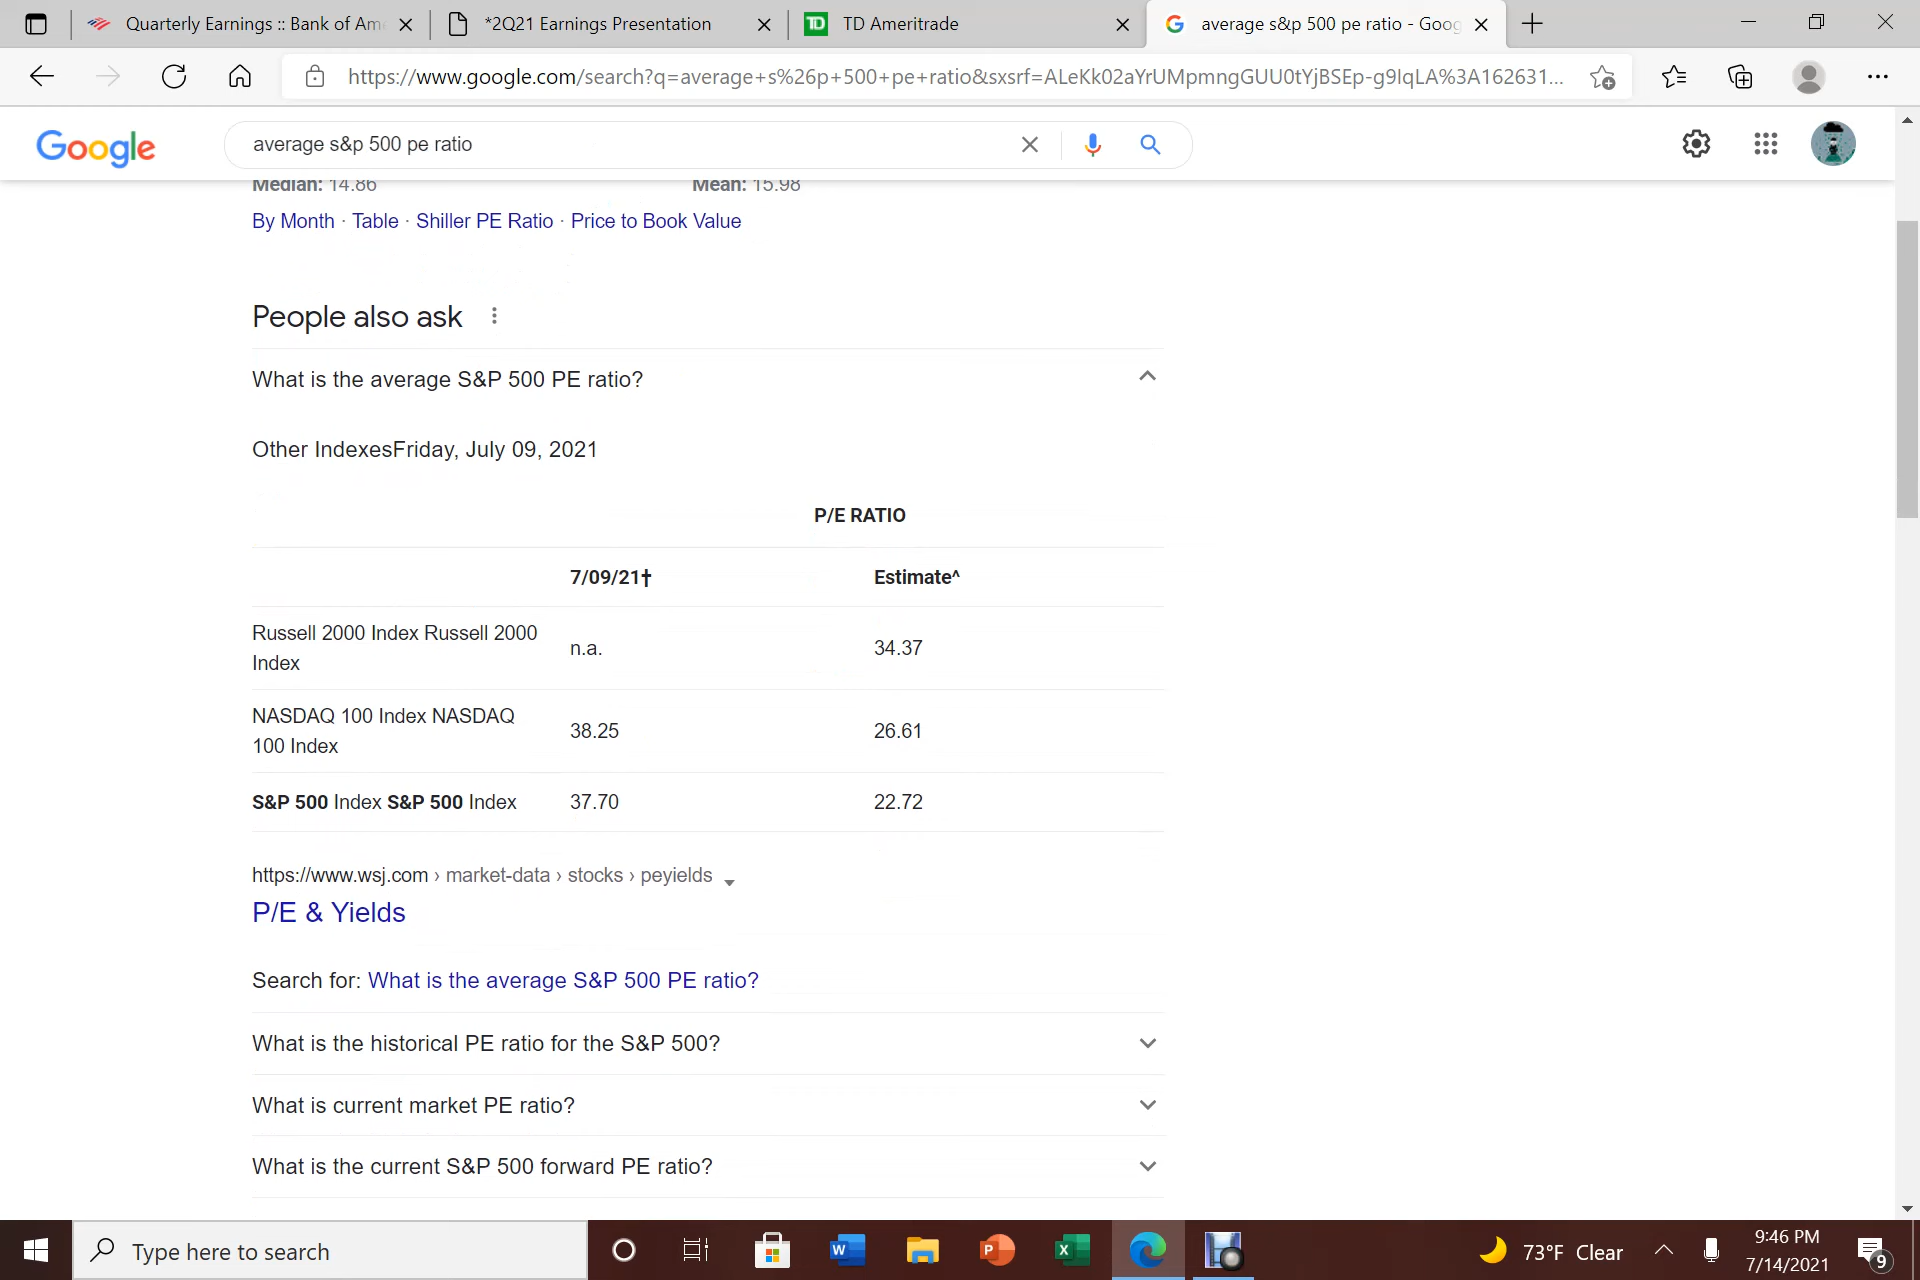 Quarterly Earnings :: Bank of Am
*2Q21 Earnings Presentation
TD TD Ameritrade
G average s&p 500 pe ratio - Goog
https://www.google.com/search?q=average+s%26p+500+pe+ratio&sxsrf=ALeKk02aYrUMpmngGUU0tYjBSEp-g9IqLA%3A162631...
Google
average s&p 500 pe ratio
Median: 14.86 Mean: 15.98
By Month · Table · Shiller PE Ratio · Price to Book Value
People also ask
What is the average S&P 500 PE ratio?
Other IndexesFriday, July 09, 2021
P/E RATIO
7/09/21† Estimate^
Russell 2000 Index Russell 2000
Index
n.a. 34.37
NASDAQ 100 Index NASDAQ
100 Index
38.25 26.61
S&P 500 Index S&P 500 Index 37.70 22.72
https://www.wsj.com › market-data › stocks › peyields
P/E & Yields
Search for: What is the average S&P 500 PE ratio?
What is the historical PE ratio for the S&P 500?
What is current market PE ratio?
What is the current S&P 500 forward PE ratio?
Type here to search
W
P
X
73°F Clear
9:46 PM
7/14/2021
9